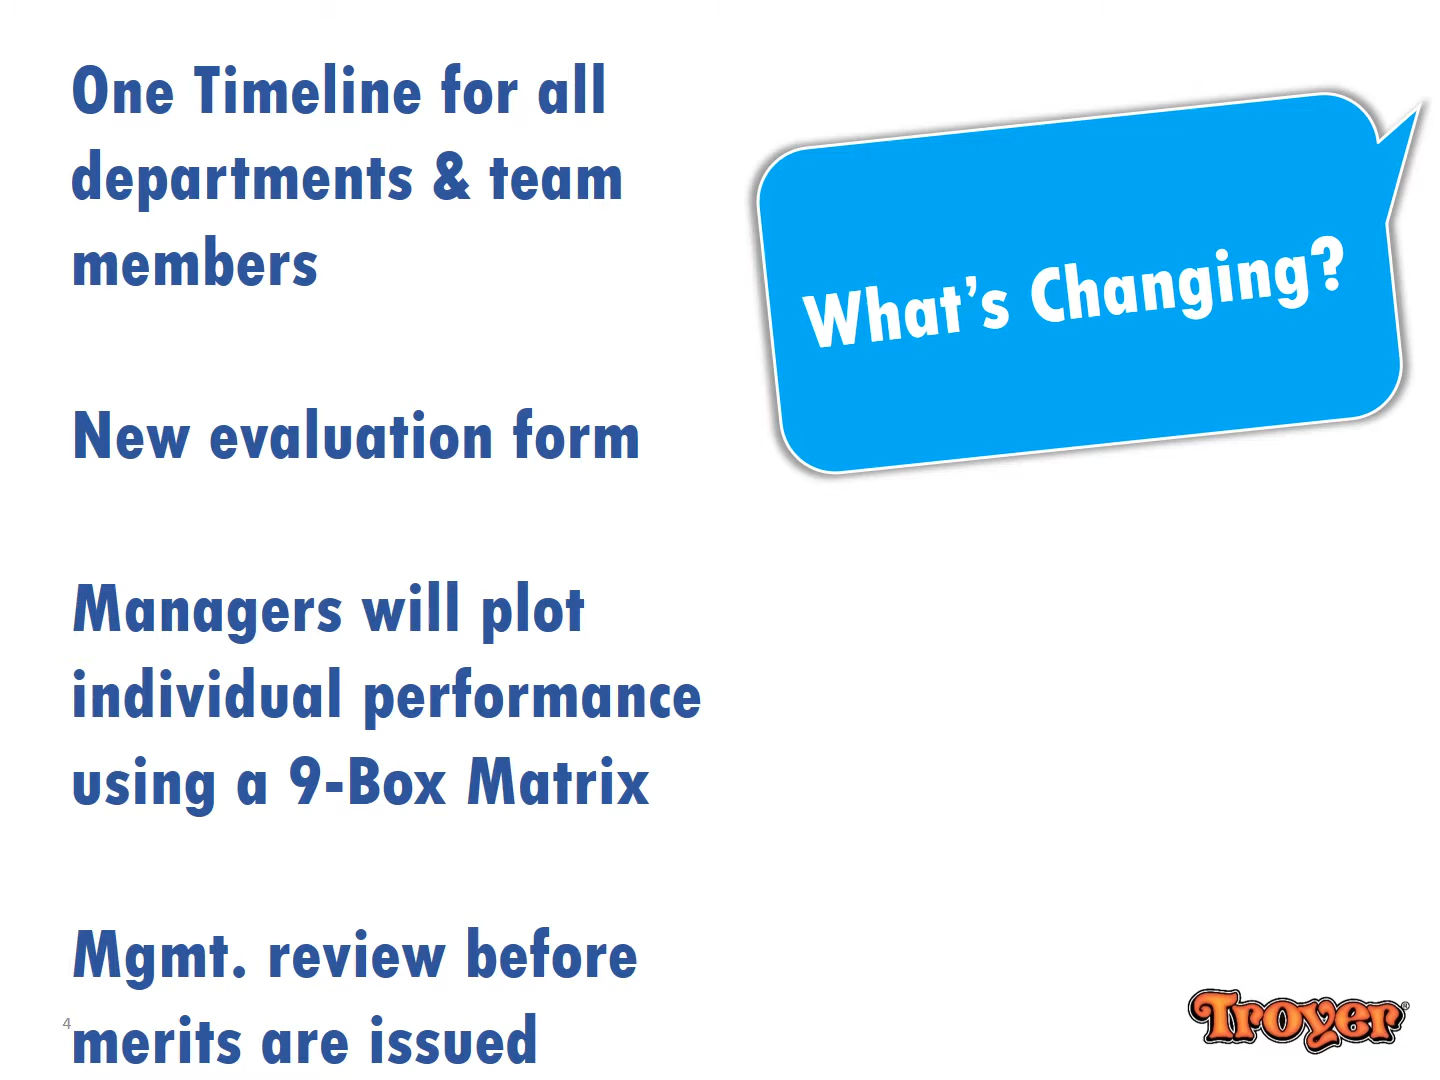 One Timeline for all
departments & team
members
What's Changing?
New evaluation form
Managers will plot
individual performance
using a 9-Box Matrix
Mgmt. review before
merits are issued
4
Troyer®